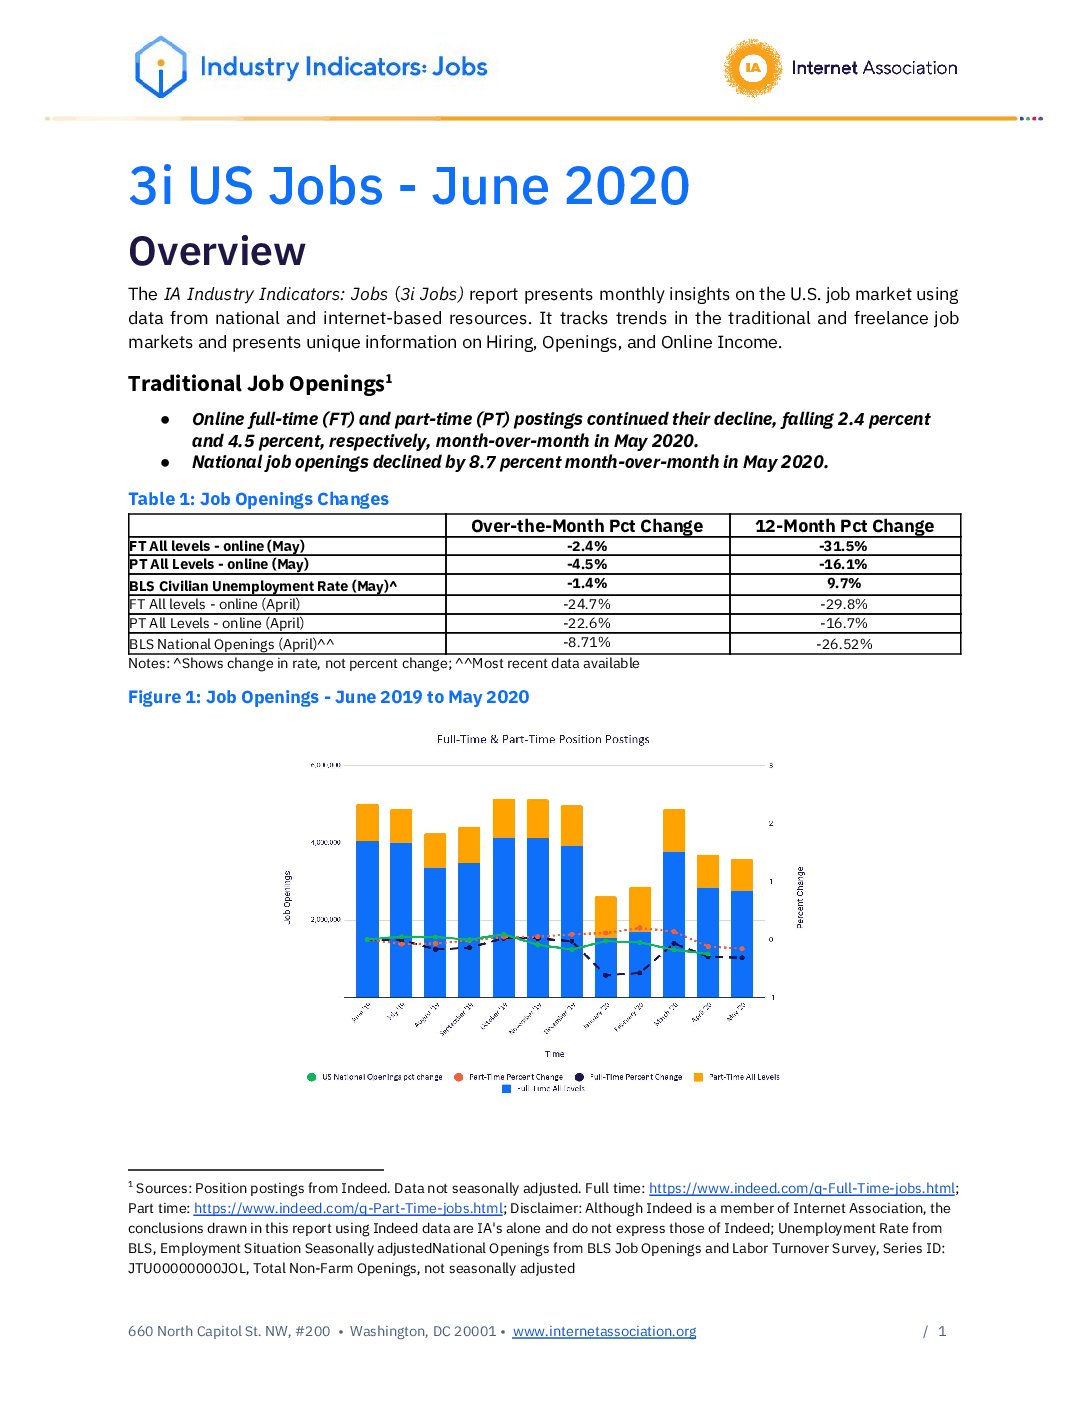 Industry Indicators: Jobs
IA
Internet Association
3i US Jobs - June 2020
Overview
The IA Industry Indicators: Jobs (3i Jobs) report presents monthly insights on the U.S. job market using
data from national and internet-based resources. It tracks trends in the traditional and freelance job
markets and presents unique information on Hiring, Openings, and Online Income.
Traditional Job Openings¹
● Online full-time (FT) and part-time (PT) postings continued their decline, falling 2.4 percent
and 4.5 percent, respectively, month-over-month in May 2020.
● National job openings declined by 8.7 percent month-over-month in May 2020.
Table 1: Job Openings Changes
Over-the-Month Pct Change 12-Month Pct Change
FT All levels - online (May) -2.4% -31.5%
PT All Levels - online (May) -4.5% -16.1%
BLS Civilian Unemployment Rate (May)^ -1.4% 9.7%
FT All levels - online (April) -24.7% -29.8%
PT All Levels - online (April) -22.6% -16.7%
BLS National Openings (April)^^ -8.71% -26.52%
Notes: ^Shows change in rate, not percent change; ^^Most recent data available
Figure 1: Job Openings - June 2019 to May 2020
Full-Time & Part-Time Position Postings
6,000,000
4,000,000
2,000,000
Job Openings
3
2
1
0
-1
Percent Change
June '19 July '19 August '19 September '19 October '19 November '19 December '19 January '20 February '20 March '20 April '20 May '20
Time
US National Openings pct change Part-Time Percent Change Full-Time Percent Change Part-Time All Levels
Full-Time All Levels
¹ Sources: Position postings from Indeed. Data not seasonally adjusted. Full time: https://www.indeed.com/q-Full-Time-jobs.html;
Part time: https://www.indeed.com/q-Part-Time-jobs.html; Disclaimer: Although Indeed is a member of Internet Association, the
conclusions drawn in this report using Indeed data are IA's alone and do not express those of Indeed; Unemployment Rate from
BLS, Employment Situation Seasonally adjustedNational Openings from BLS Job Openings and Labor Turnover Survey, Series ID:
JTU00000000JOL, Total Non-Farm Openings, not seasonally adjusted
660 North Capitol St. NW, #200 • Washington, DC 20001 • www.internetassociation.org / 1